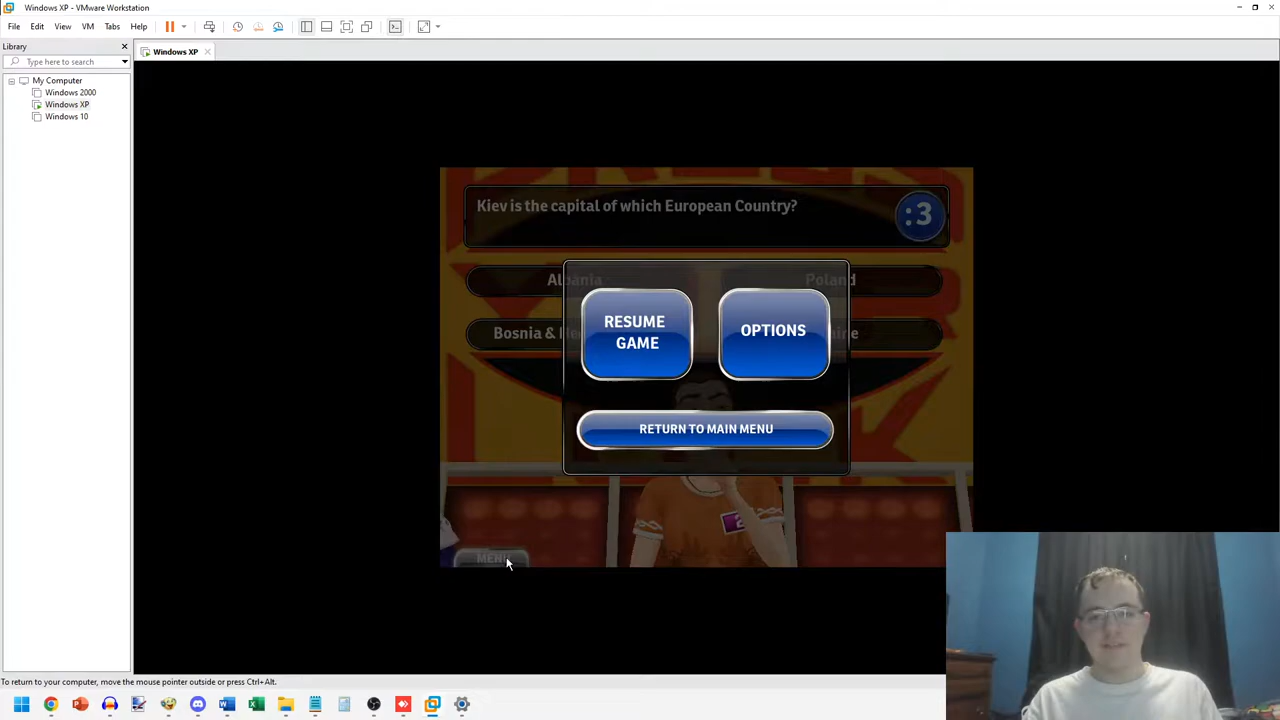 Windows XP - VMware Workstation
File Edit View VM Tabs Help
Library
Windows XP
Type here to search
My Computer
Windows 2000
Windows XP
Windows 10
Kiev is the capital of which European Country?
:3
Albania
Poland
Bosnia &
RESUME
GAME
OPTIONS
RETURN TO MAIN MENU
MENU
To return to your computer, move the mouse pointer outside or press Ctrl+Alt.